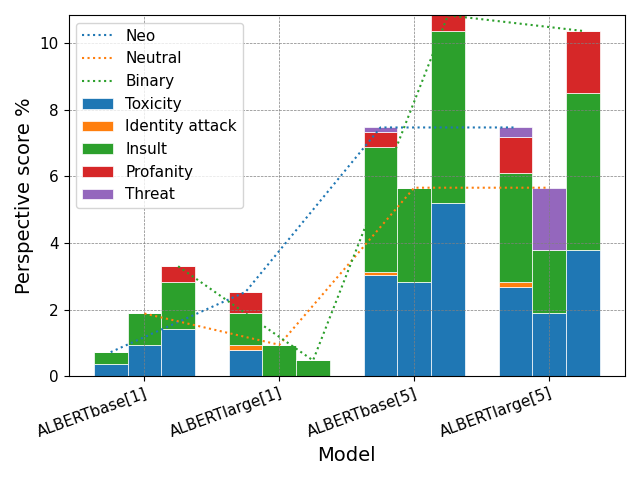 Neo
Neutral
Binary
Toxicity
Identity attack
Insult
Profanity
Threat
Perspective score %
10
8
6
4
2
0
ALBERTbase[1]
ALBERTlarge[1]
ALBERTbase[5]
ALBERTlarge[5]
Model